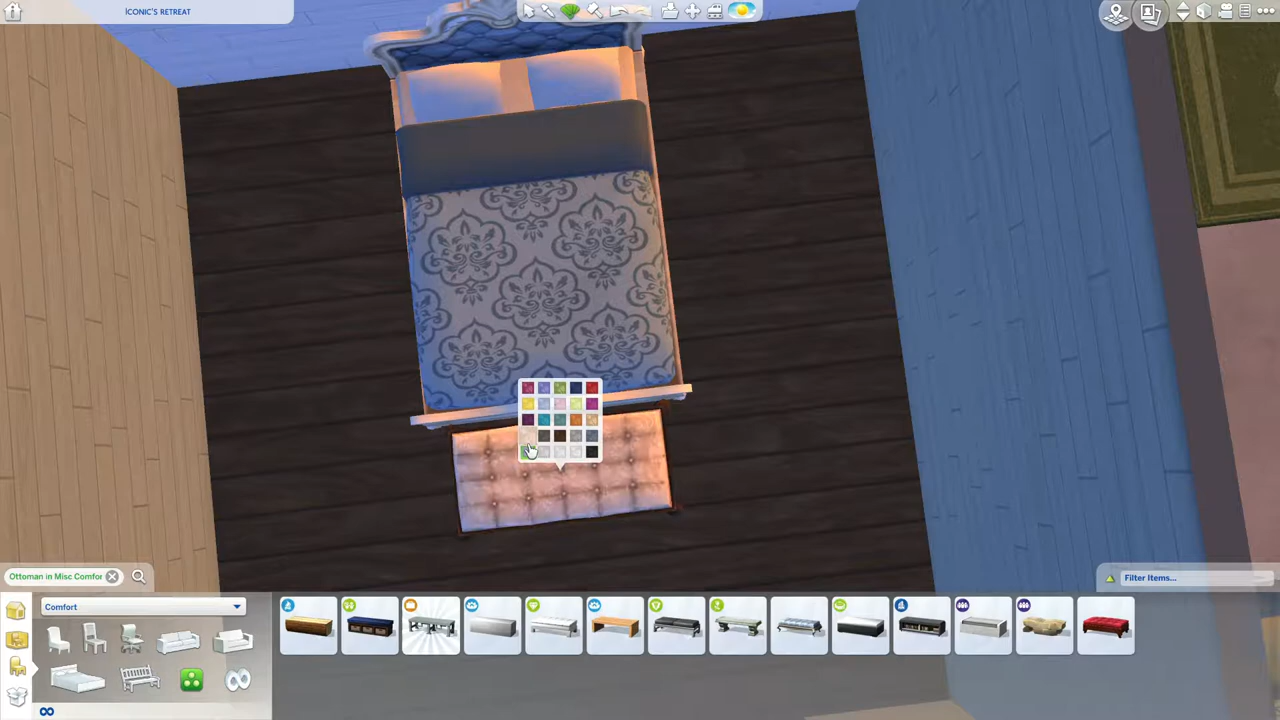 ICONIC'S RETREAT
Ottoman in Misc Comfor
Filter Items...
Comfort